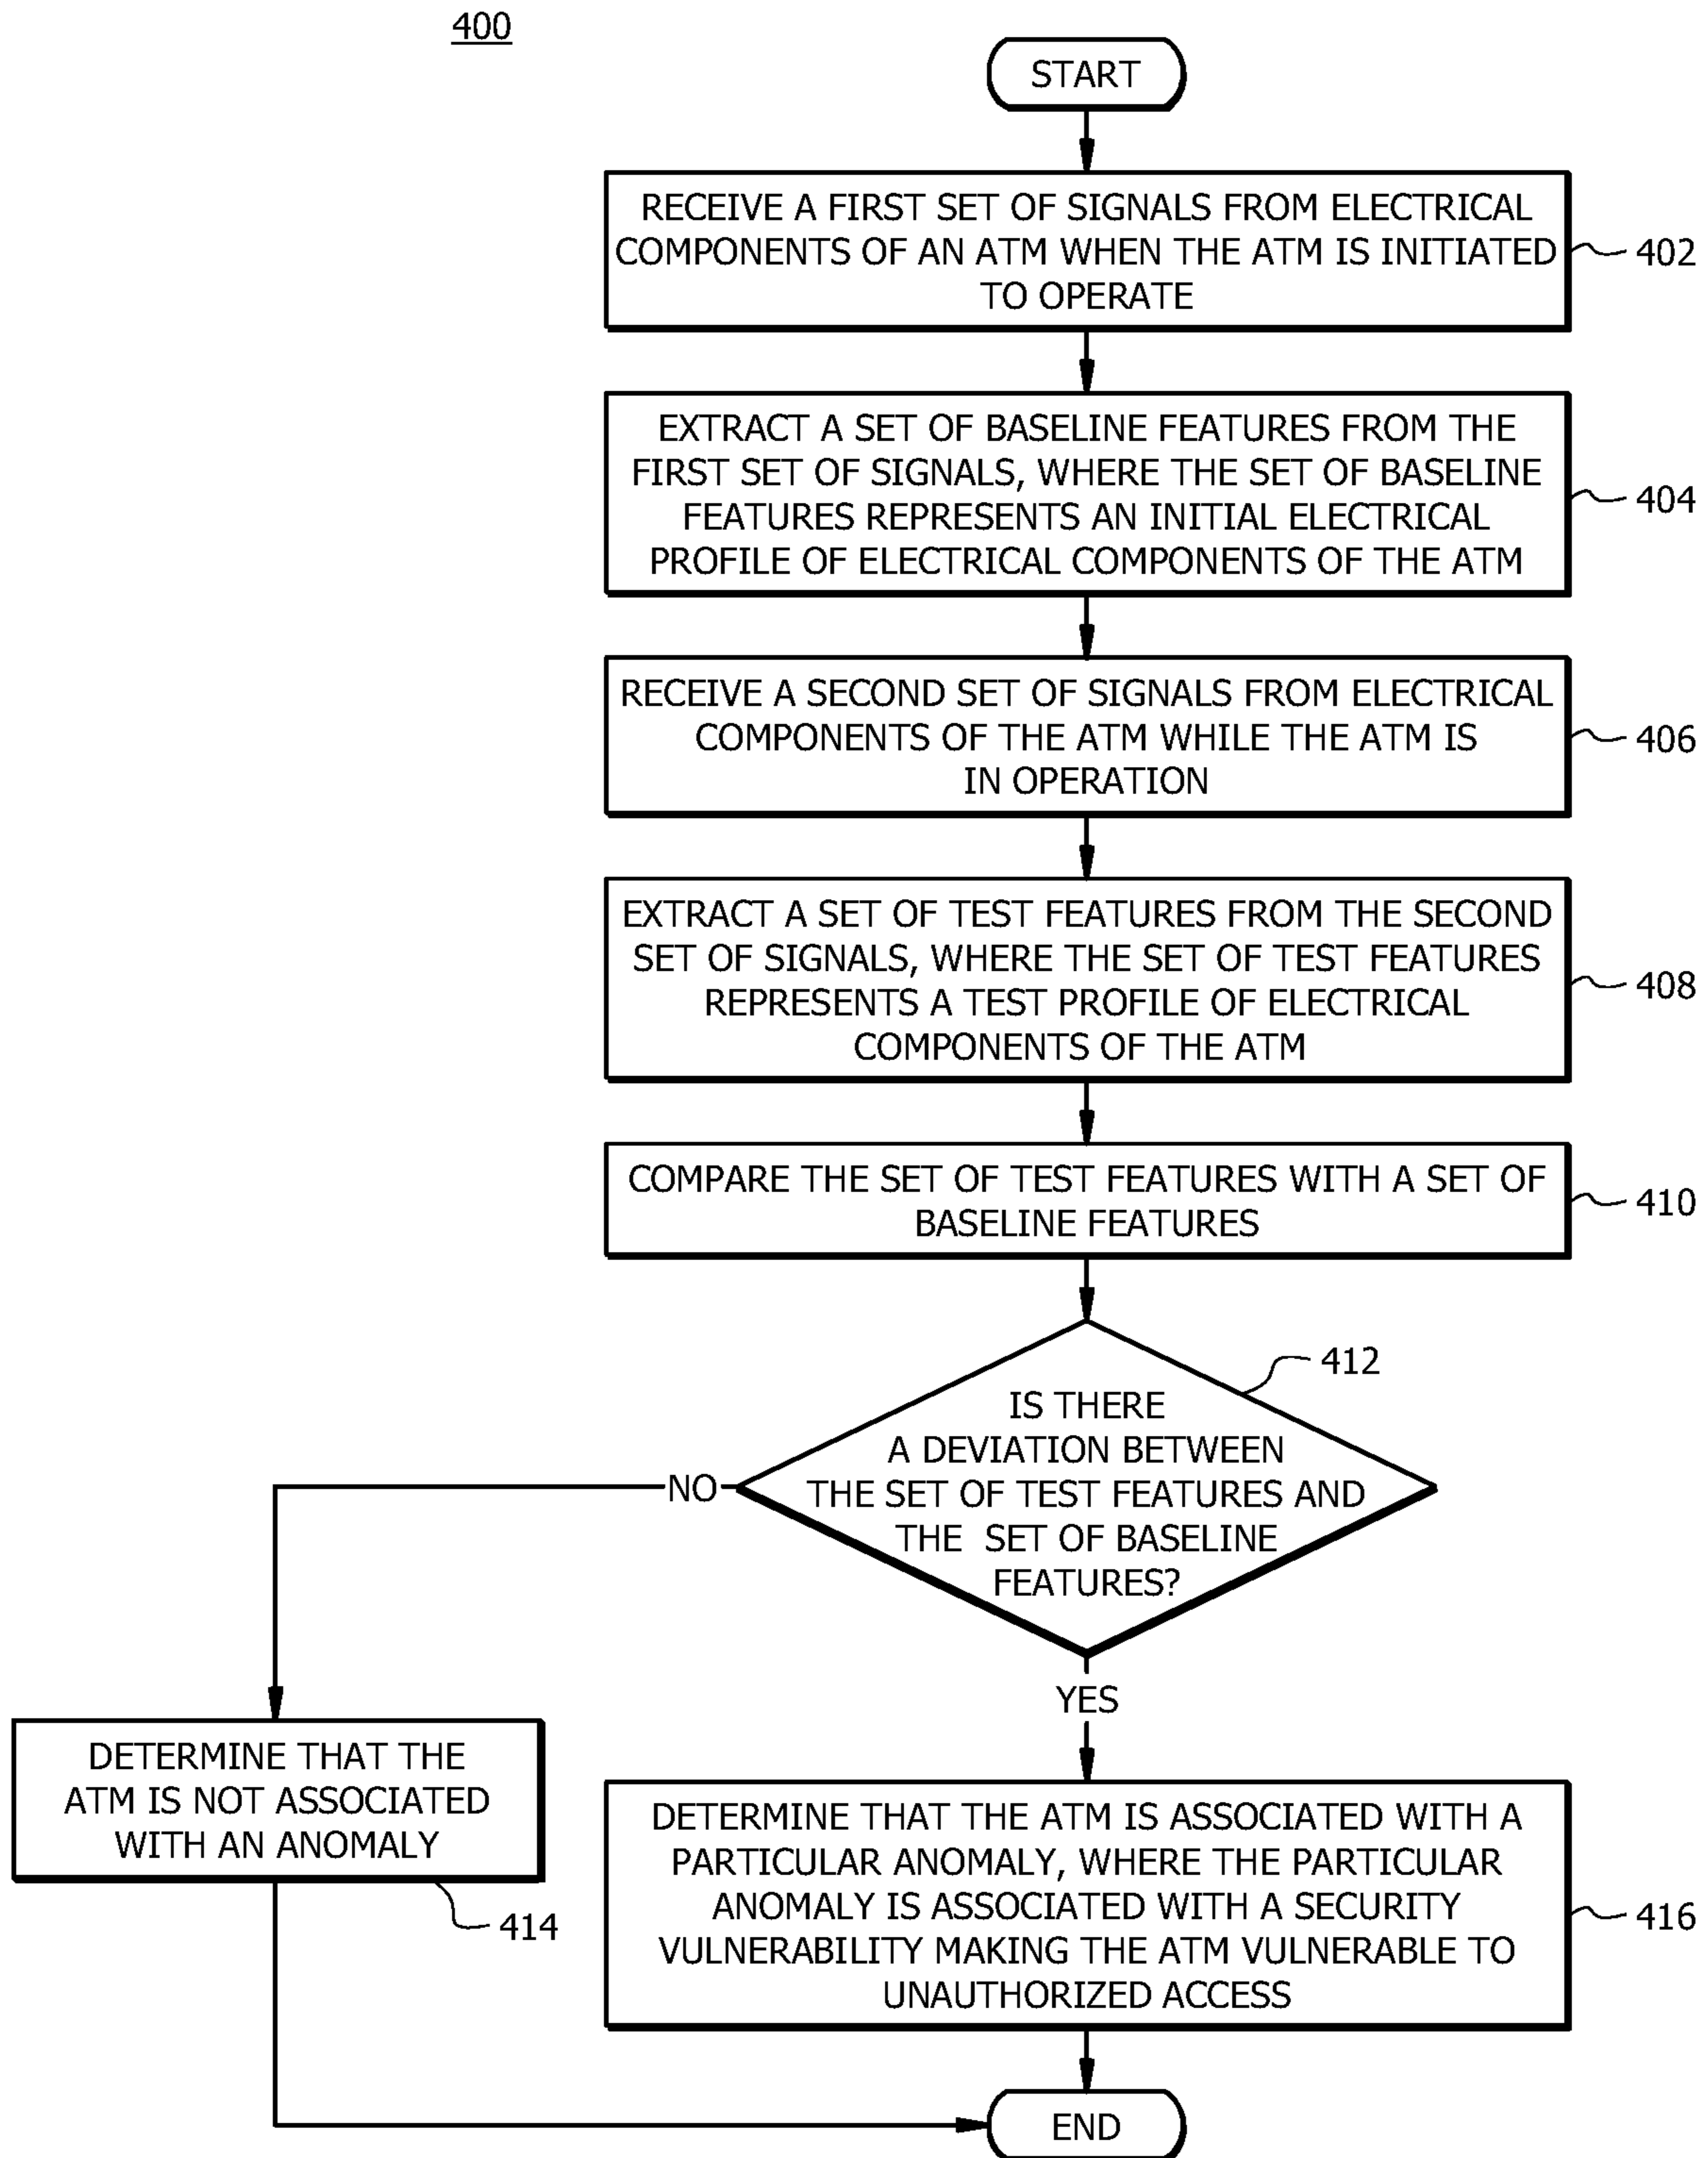 400
START
RECEIVE A FIRST SET OF SIGNALS FROM ELECTRICAL
COMPONENTS OF AN ATM WHEN THE ATM IS INITIATED
TO OPERATE
402
EXTRACT A SET OF BASELINE FEATURES FROM THE
FIRST SET OF SIGNALS, WHERE THE SET OF BASELINE
FEATURES REPRESENTS AN INITIAL ELECTRICAL
PROFILE OF ELECTRICAL COMPONENTS OF THE ATM
404
RECEIVE A SECOND SET OF SIGNALS FROM ELECTRICAL
COMPONENTS OF THE ATM WHILE THE ATM IS
IN OPERATION
406
EXTRACT A SET OF TEST FEATURES FROM THE SECOND
SET OF SIGNALS, WHERE THE SET OF TEST FEATURES
REPRESENTS A TEST PROFILE OF ELECTRICAL
COMPONENTS OF THE ATM
408
COMPARE THE SET OF TEST FEATURES WITH A SET OF
BASELINE FEATURES
410
412
IS THERE
A DEVIATION BETWEEN
THE SET OF TEST FEATURES AND
THE SET OF BASELINE
FEATURES?
NO
YES
DETERMINE THAT THE
ATM IS NOT ASSOCIATED
WITH AN ANOMALY
414
DETERMINE THAT THE ATM IS ASSOCIATED WITH A
PARTICULAR ANOMALY, WHERE THE PARTICULAR
ANOMALY IS ASSOCIATED WITH A SECURITY
VULNERABILITY MAKING THE ATM VULNERABLE TO
UNAUTHORIZED ACCESS
416
END